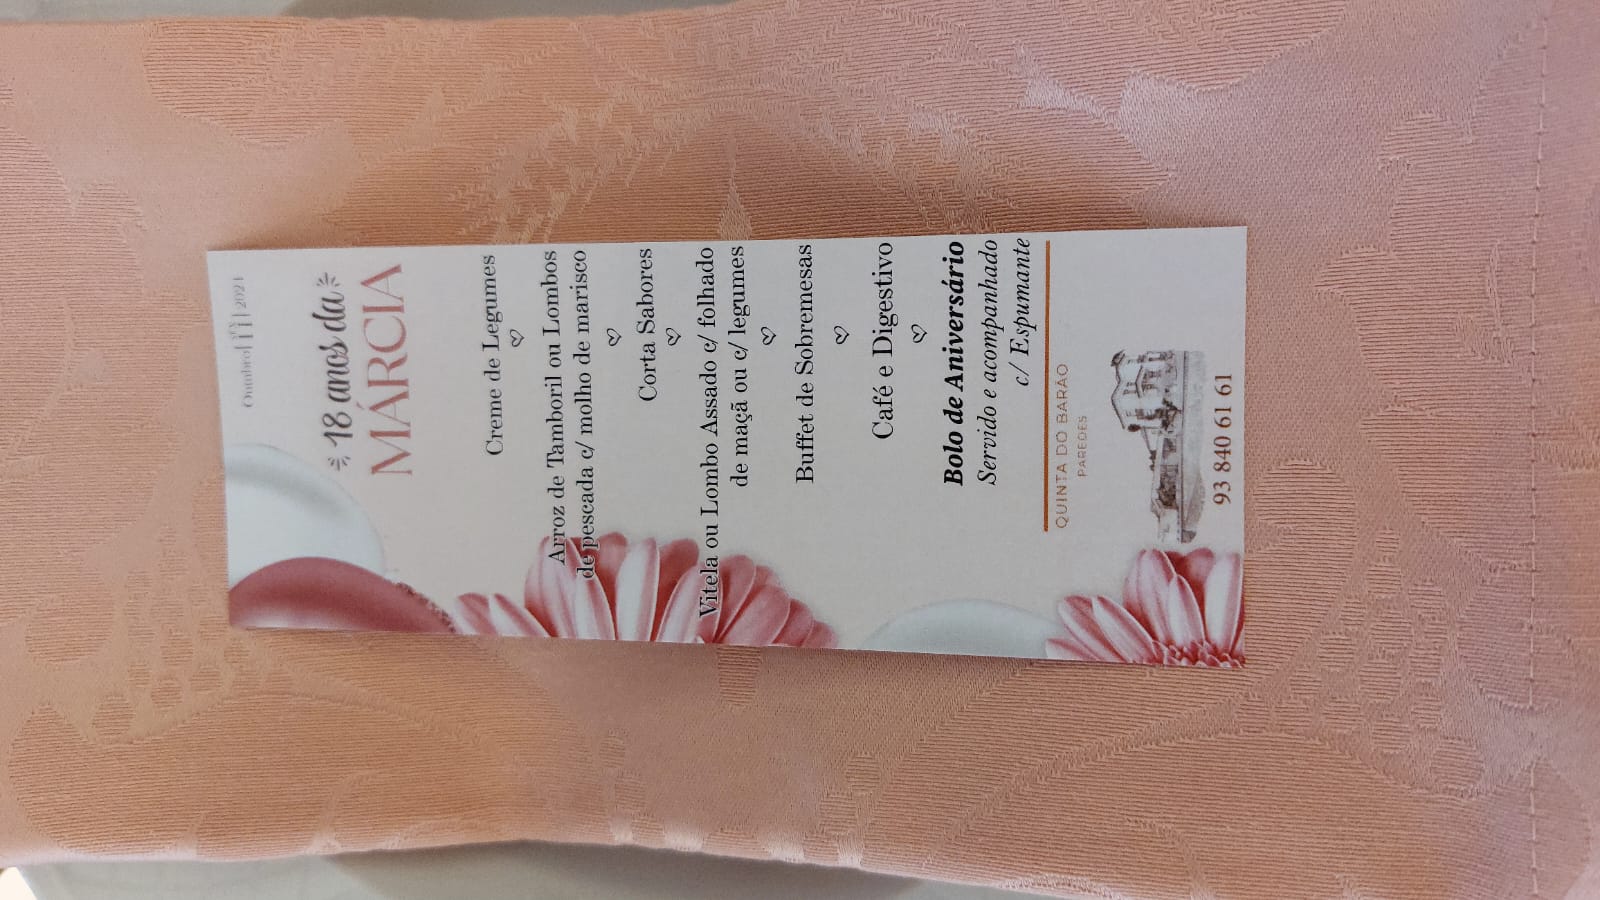 Outubro | 11 | 2021
18 anos da
MÁRCIA
Creme de Legumes
Arroz de Tamboril ou Lombos
de pescada c/ molho de marisco
Corta Sabores
Vitela ou Lombo Assado c/ folhado
de maçã ou c/ legumes
Buffet de Sobremesas
Café e Digestivo
Bolo de Aniversário
Servido e acompanhado
c/ Espumante
QUINTA DO BARÃO
PAREDES
93 840 61 61